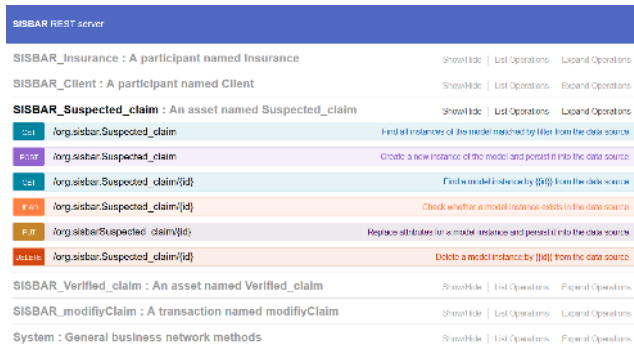 SISBAR REST server
SISBAR_Insurance : A participant named Insurance Show/Hide | List Operations Expand Operations
SISBAR_Client : A participant named Client Show/Hide | List Operations Expand Operations
SISBAR_Suspected_claim : An asset named Suspected_claim Show/Hide | List Operations Expand Operations
GET /org.sisbar.Suspected_claim Find all instances of the model matched by filter from the data source.
POST /org.sisbar.Suspected_claim Create a new instance of the model and persist it into the data source.
GET /org.sisbar.Suspected_claim/{id} Find a model instance by {{id}} from the data source.
HEAD /org.sisbar.Suspected_claim/{id} Check whether a model instance exists in the data source.
PUT /org.sisbarSuspected_claim/{id} Replace attributes for a model instance and persist it into the data source.
DELETE /org.sisbar.Suspected_claim/{id} Delete a model instance by {{id}} from the data source.
SISBAR_Verified_claim : An asset named Verified_claim Show/Hide | List Operations Expand Operations
SISBAR_modifiyClaim : A transaction named modifiyClaim Show/Hide | List Operations Expand Operations
System : General business network methods Show/Hide | List Operations Expand Operations